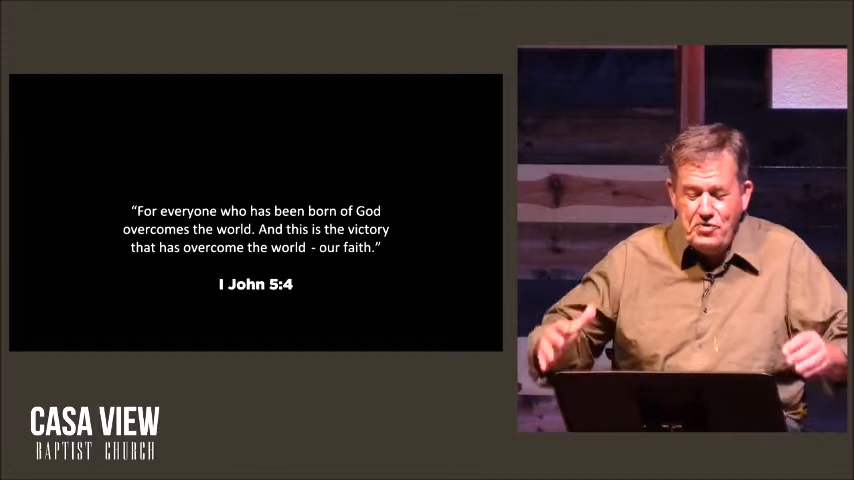 “For everyone who has been born of God
overcomes the world. And this is the victory
that has overcome the world - our faith.”
I John 5:4
CASA VIEW
BAPTIST CHURCH